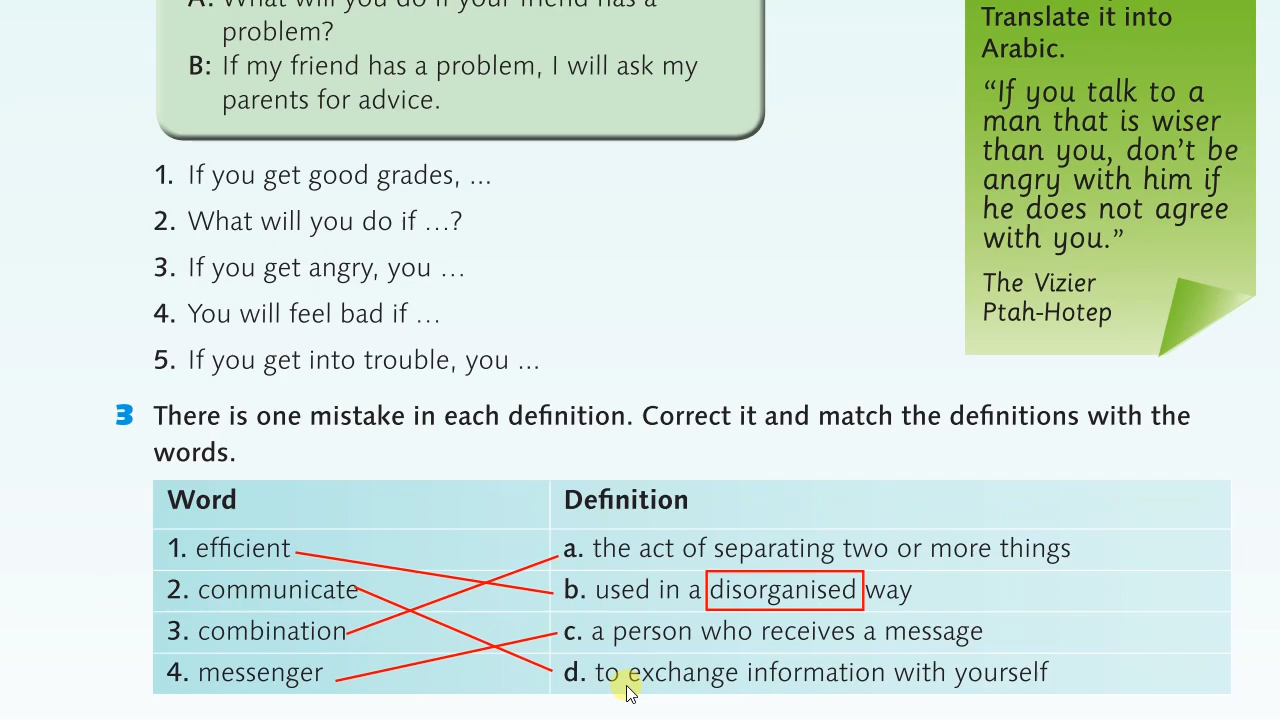 A: What will you do if your friend has a
problem?
B: If my friend has a problem, I will ask my
parents for advice.
1. If you get good grades, ...
2. What will you do if ...?
3. If you get angry, you ...
4. You will feel bad if ...
5. If you get into trouble, you ...
Translate it into
Arabic.
“If you talk to a
man that is wiser
than you, don’t be
angry with him if
he does not agree
with you.”
The Vizier
Ptah-Hotep
3 There is one mistake in each definition. Correct it and match the definitions with the
words.
Word Definition
1. efficient a. the act of separating two or more things
2. communicate b. used in a disorganised way
3. combination c. a person who receives a message
4. messenger d. to exchange information with yourself